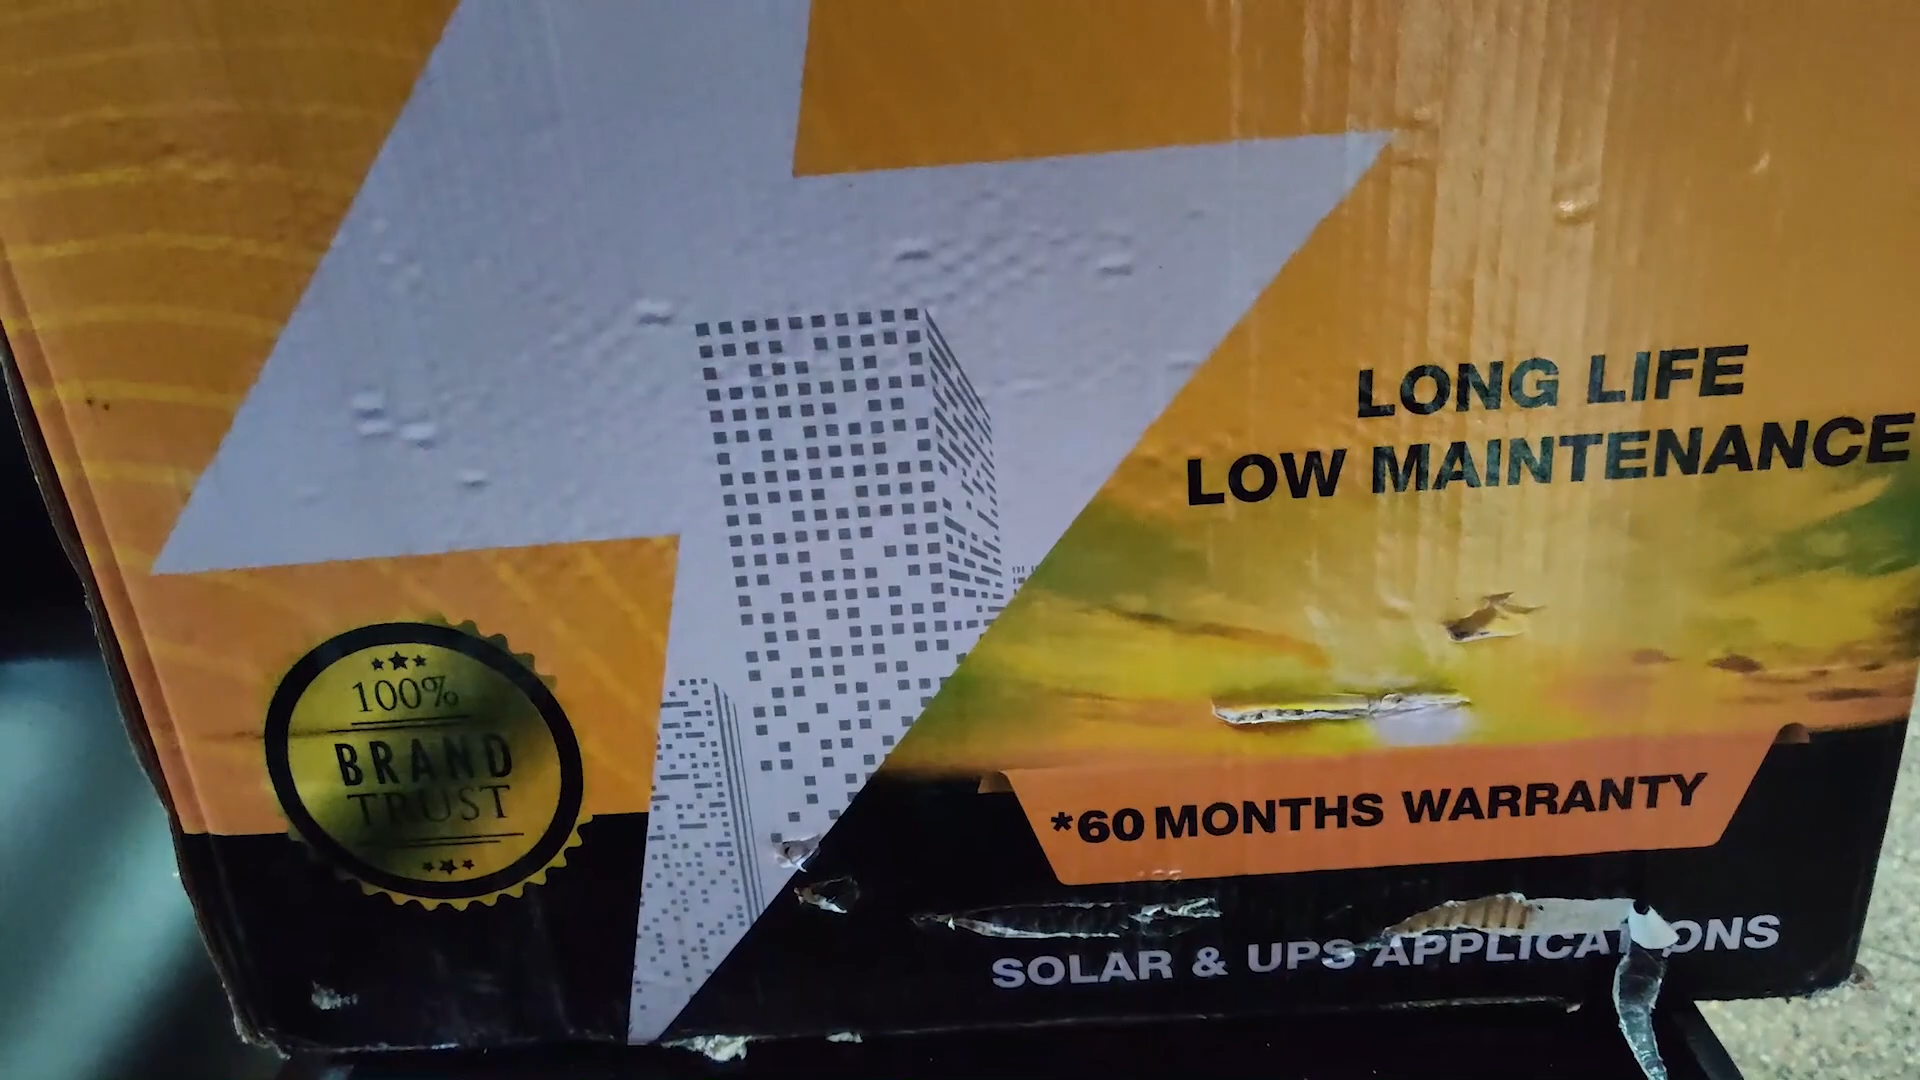 LONG LIFE
LOW MAINTENANCE
100%
BRAND
TRUST
*60 MONTHS WARRANTY
SOLAR & UPS APPLICATIONS